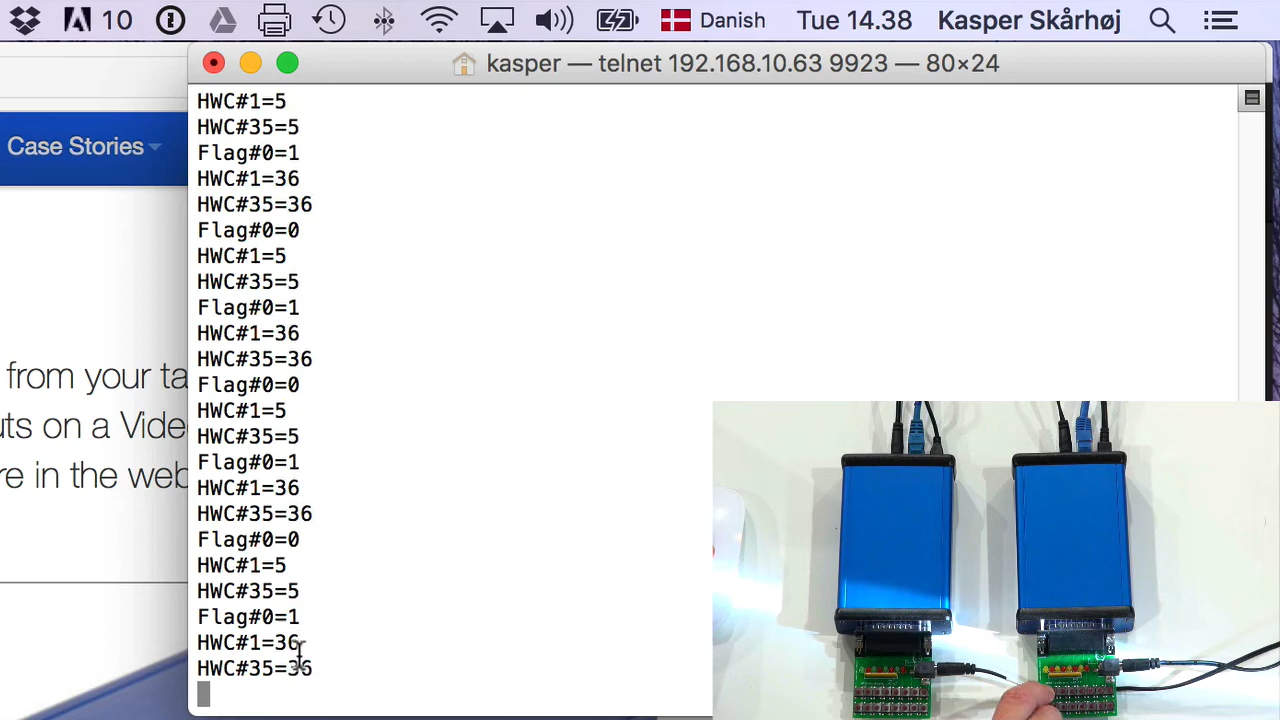 10 Danish Tue 14.38 Kasper Skårhøj
kasper — telnet 192.168.10.63 9923 — 80×24
Case Stories
from your ta
uts on a Vide
re in the web
HWC#1=5
HWC#35=5
Flag#0=1
HWC#1=36
HWC#35=36
Flag#0=0
HWC#1=5
HWC#35=5
Flag#0=1
HWC#1=36
HWC#35=36
Flag#0=0
HWC#1=5
HWC#35=5
Flag#0=1
HWC#1=36
HWC#35=36
Flag#0=0
HWC#1=5
HWC#35=5
Flag#0=1
HWC#1=36
HWC#35=36